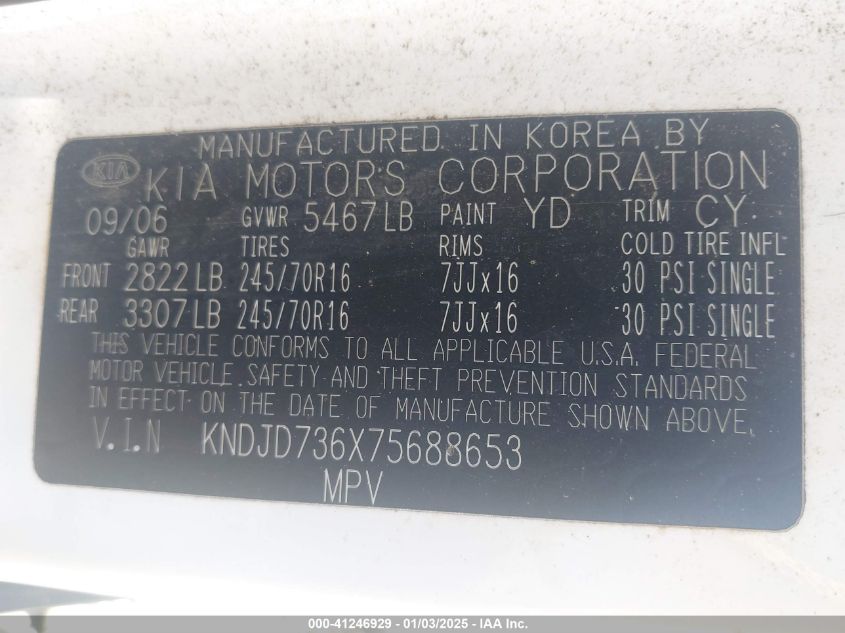 MANUFACTURED IN KOREA BY
KIA KIA MOTORS CORPORATION
09/06 GVWR 5467LB PAINT YD TRIM CY
GAWR TIRES RIMS COLD TIRE INFL
FRONT 2822LB 245/70R16 7JJx16 30 PSI SINGLE
REAR 3307LB 245/70R16 7JJx16 30 PSI SINGLE
THIS VEHICLE CONFORMS TO ALL APPLICABLE U.S.A. FEDERAL
MOTOR VEHICLE SAFETY AND THEFT PREVENTION STANDARDS
IN EFFECT ON THE DATE OF MANUFACTURE SHOWN ABOVE.
V.I.N KNDJD736X75688653
MPV
000-41246929 - 01/03/2025 - IAA Inc.